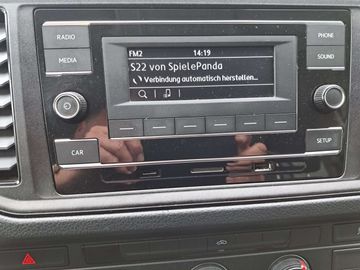 RADIO
MEDIA
FM2 14:19
S22 von SpielePanda
Verbindung automatisch herstellen...
PHONE
SOUND
CAR
SETUP